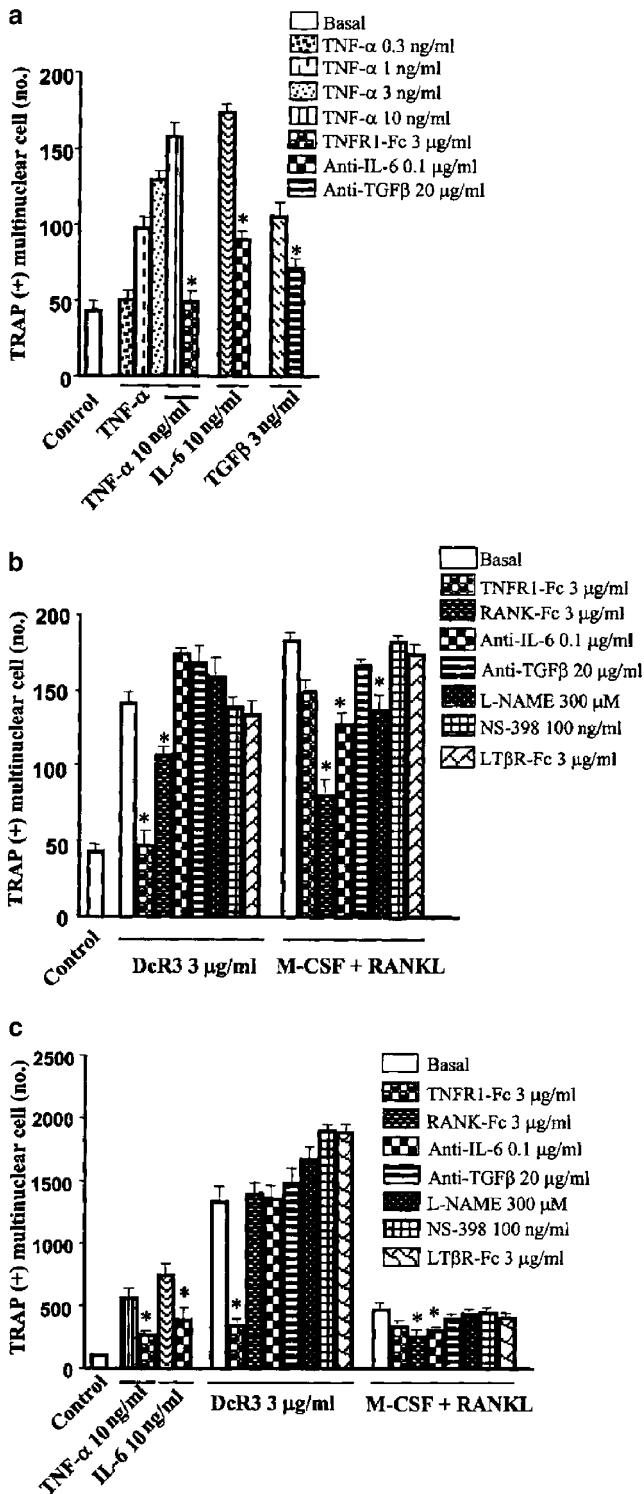 a
Basal
TNF-α 0.3 ng/ml
TNF-α 1 ng/ml
TNF-α 3 ng/ml
TNF-α 10 ng/ml
TNFR1-Fc 3 μg/ml
Anti-IL-6 0.1 μg/ml
Anti-TGFβ 20 μg/ml
TRAP (+) multinuclear cell (no.)
200
150
100
50
0
* * *
Control
TNF-α
TNF-α 10 ng/ml
IL-6 10 ng/ml
TGFβ 3 ng/ml
b
Basal
TNFR1-Fc 3 μg/ml
RANK-Fc 3 μg/ml
Anti-IL-6 0.1 μg/ml
Anti-TGFβ 20 μg/ml
L-NAME 300 μM
NS-398 100 ng/ml
LTβR-Fc 3 μg/ml
TRAP (+) multinuclear cell (no.)
200
150
100
50
0
* * * * *
Control
DcR3 3 μg/ml
M-CSF + RANKL
c
Basal
TNFR1-Fc 3 μg/ml
RANK-Fc 3 μg/ml
Anti-IL-6 0.1 μg/ml
Anti-TGFβ 20 μg/ml
L-NAME 300 μM
NS-398 100 ng/ml
LTβR-Fc 3 μg/ml
TRAP (+) multinuclear cell (no.)
2500
2000
1500
1000
500
0
* * * * *
Control
TNF-α 10 ng/ml
IL-6 10 ng/ml
DcR3 3 μg/ml
M-CSF + RANKL